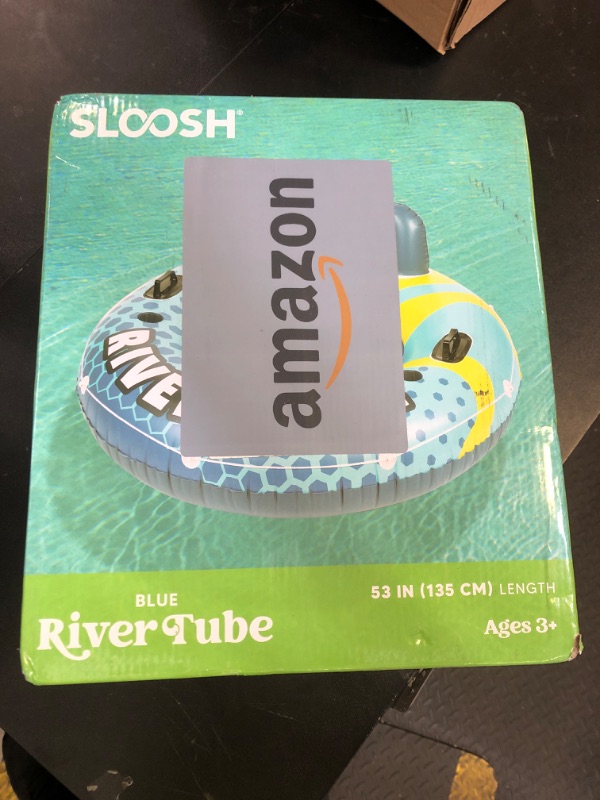 SLOOSH®
amazon
RIVE
BLUE
River Tube
53 IN (135 CM) LENGTH
Ages 3+